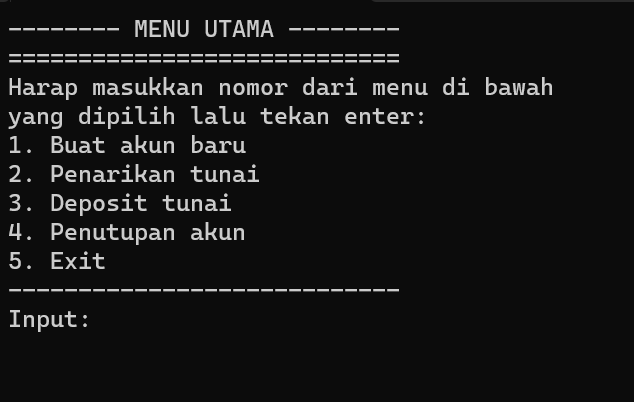 -------- MENU UTAMA --------
============================
Harap masukkan nomor dari menu di bawah
yang dipilih lalu tekan enter:
1. Buat akun baru
2. Penarikan tunai
3. Deposit tunai
4. Penutupan akun
5. Exit
----------------------------
Input: